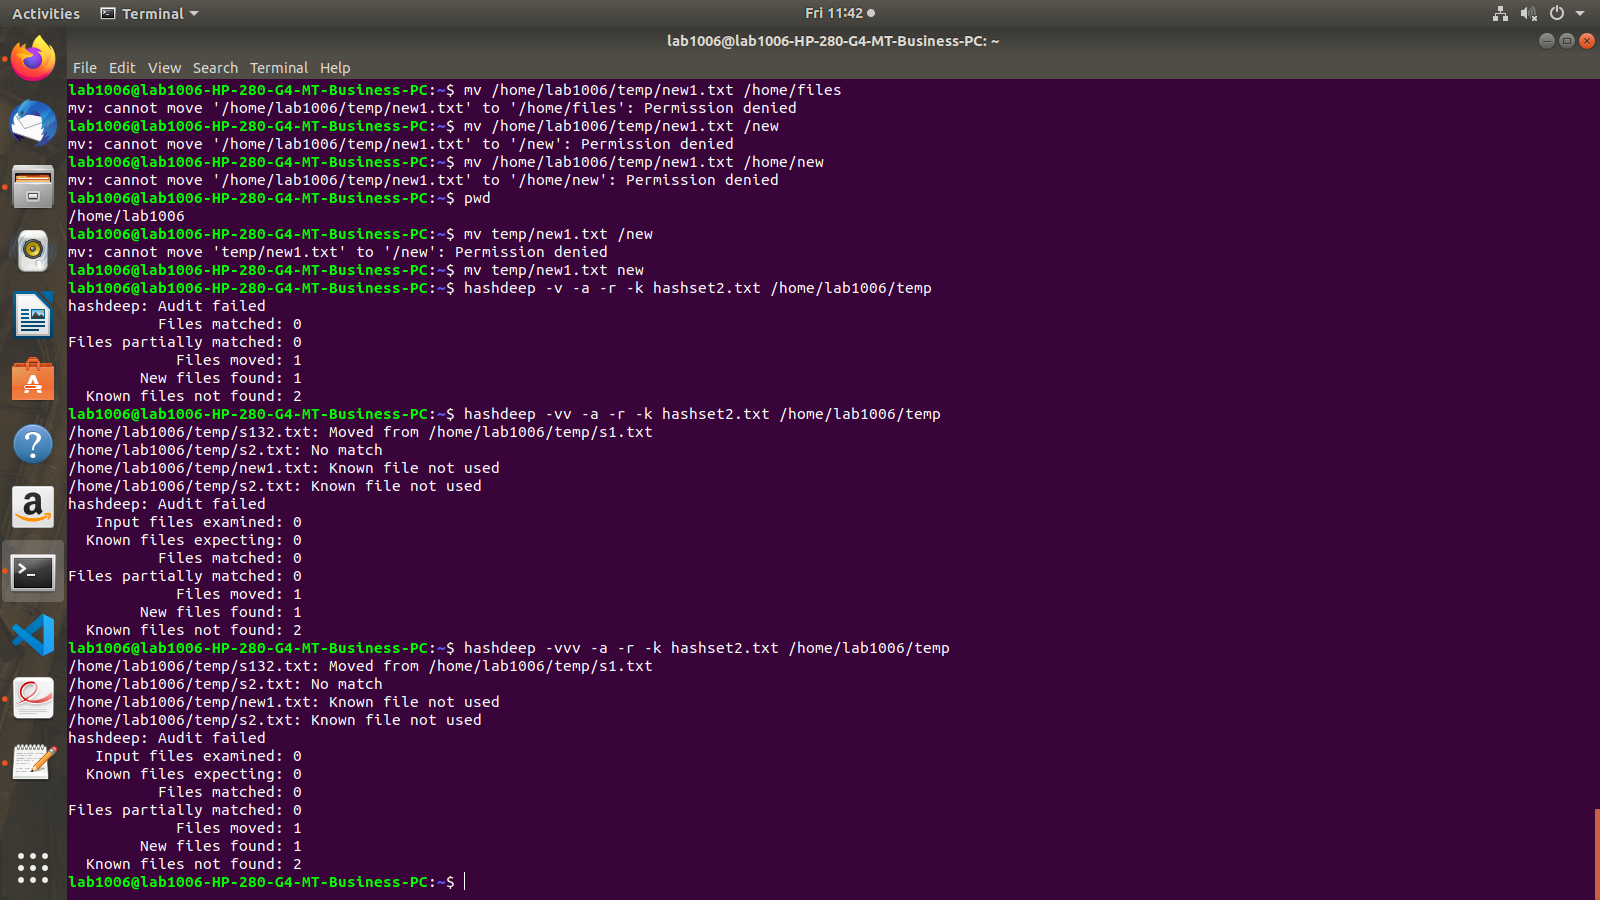 Activities Terminal Fri 11:42
lab1006@lab1006-HP-280-G4-MT-Business-PC: ~
File Edit View Search Terminal Help
lab1006@lab1006-HP-280-G4-MT-Business-PC:~$ mv /home/lab1006/temp/new1.txt /home/files
mv: cannot move '/home/lab1006/temp/new1.txt' to '/home/files': Permission denied
lab1006@lab1006-HP-280-G4-MT-Business-PC:~$ mv /home/lab1006/temp/new1.txt /new
mv: cannot move '/home/lab1006/temp/new1.txt' to '/new': Permission denied
lab1006@lab1006-HP-280-G4-MT-Business-PC:~$ mv /home/lab1006/temp/new1.txt /home/new
mv: cannot move '/home/lab1006/temp/new1.txt' to '/home/new': Permission denied
lab1006@lab1006-HP-280-G4-MT-Business-PC:~$ pwd
/home/lab1006
lab1006@lab1006-HP-280-G4-MT-Business-PC:~$ mv temp/new1.txt /new
mv: cannot move 'temp/new1.txt' to '/new': Permission denied
lab1006@lab1006-HP-280-G4-MT-Business-PC:~$ mv temp/new1.txt new
lab1006@lab1006-HP-280-G4-MT-Business-PC:~$ hashdeep -v -a -r -k hashset2.txt /home/lab1006/temp
hashdeep: Audit failed
Files matched: 0
Files partially matched: 0
Files moved: 1
New files found: 1
Known files not found: 2
lab1006@lab1006-HP-280-G4-MT-Business-PC:~$ hashdeep -vv -a -r -k hashset2.txt /home/lab1006/temp
/home/lab1006/temp/s132.txt: Moved from /home/lab1006/temp/s1.txt
/home/lab1006/temp/s2.txt: No match
/home/lab1006/temp/new1.txt: Known file not used
/home/lab1006/temp/s2.txt: Known file not used
hashdeep: Audit failed
Input files examined: 0
Known files expecting: 0
Files matched: 0
Files partially matched: 0
Files moved: 1
New files found: 1
Known files not found: 2
lab1006@lab1006-HP-280-G4-MT-Business-PC:~$ hashdeep -vvv -a -r -k hashset2.txt /home/lab1006/temp
/home/lab1006/temp/s132.txt: Moved from /home/lab1006/temp/s1.txt
/home/lab1006/temp/s2.txt: No match
/home/lab1006/temp/new1.txt: Known file not used
/home/lab1006/temp/s2.txt: Known file not used
hashdeep: Audit failed
Input files examined: 0
Known files expecting: 0
Files matched: 0
Files partially matched: 0
Files moved: 1
New files found: 1
Known files not found: 2
lab1006@lab1006-HP-280-G4-MT-Business-PC:~$